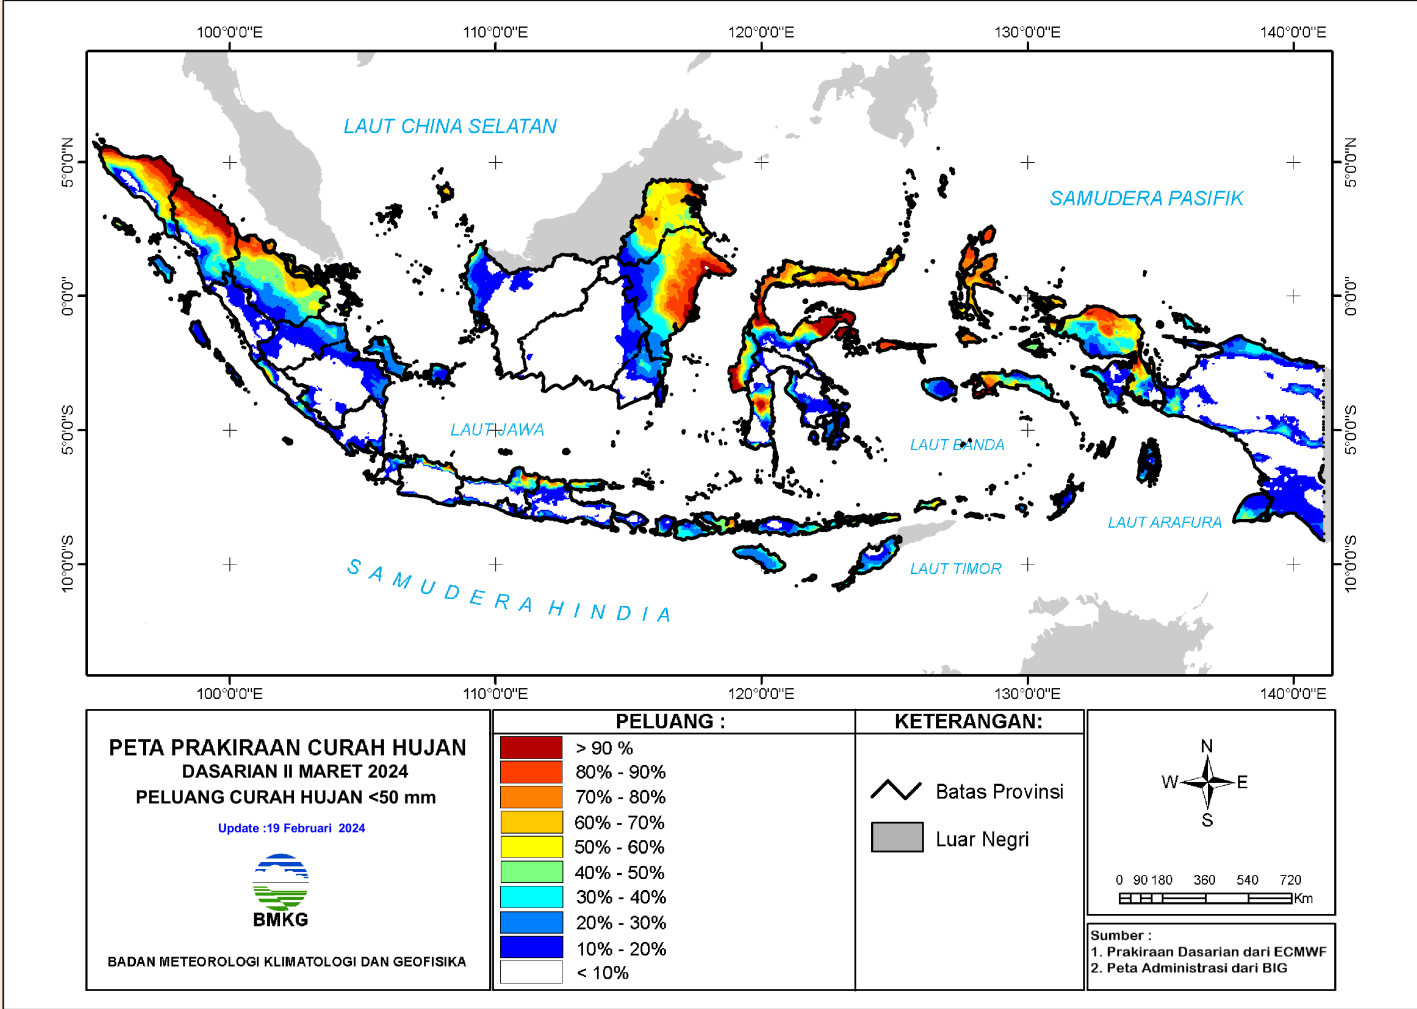 100°0'0"E 110°0'0"E 120°0'0"E 130°0'0"E 140°0'0"E
5°0'0"N
0°0'0"
5°0'0"S
10°0'0"S
5°0'0"N
0°0'0"
5°0'0"S
10°0'0"S
LAUT CHINA SELATAN
SAMUDERA PASIFIK
LAUT JAWA
LAUT BANDA
LAUT ARAFURA
LAUT TIMOR
SAMUDERA HINDIA
100°0'0"E 110°0'0"E 120°0'0"E 130°0'0"E 140°0'0"E
PETA PRAKIRAAN CURAH HUJAN
DASARIAN II MARET 2024
PELUANG CURAH HUJAN <50 mm
Update :19 Februari 2024
BMKG
BADAN METEOROLOGI KLIMATOLOGI DAN GEOFISIKA
PELUANG :
> 90 %
80% - 90%
70% - 80%
60% - 70%
50% - 60%
40% - 50%
30% - 40%
20% - 30%
10% - 20%
< 10%
KETERANGAN:
Batas Provinsi
Luar Negri
N
W E
S
0 90 180 360 540 720
Km
Sumber :
1. Prakiraan Dasarian dari ECMWF
2. Peta Administrasi dari BIG